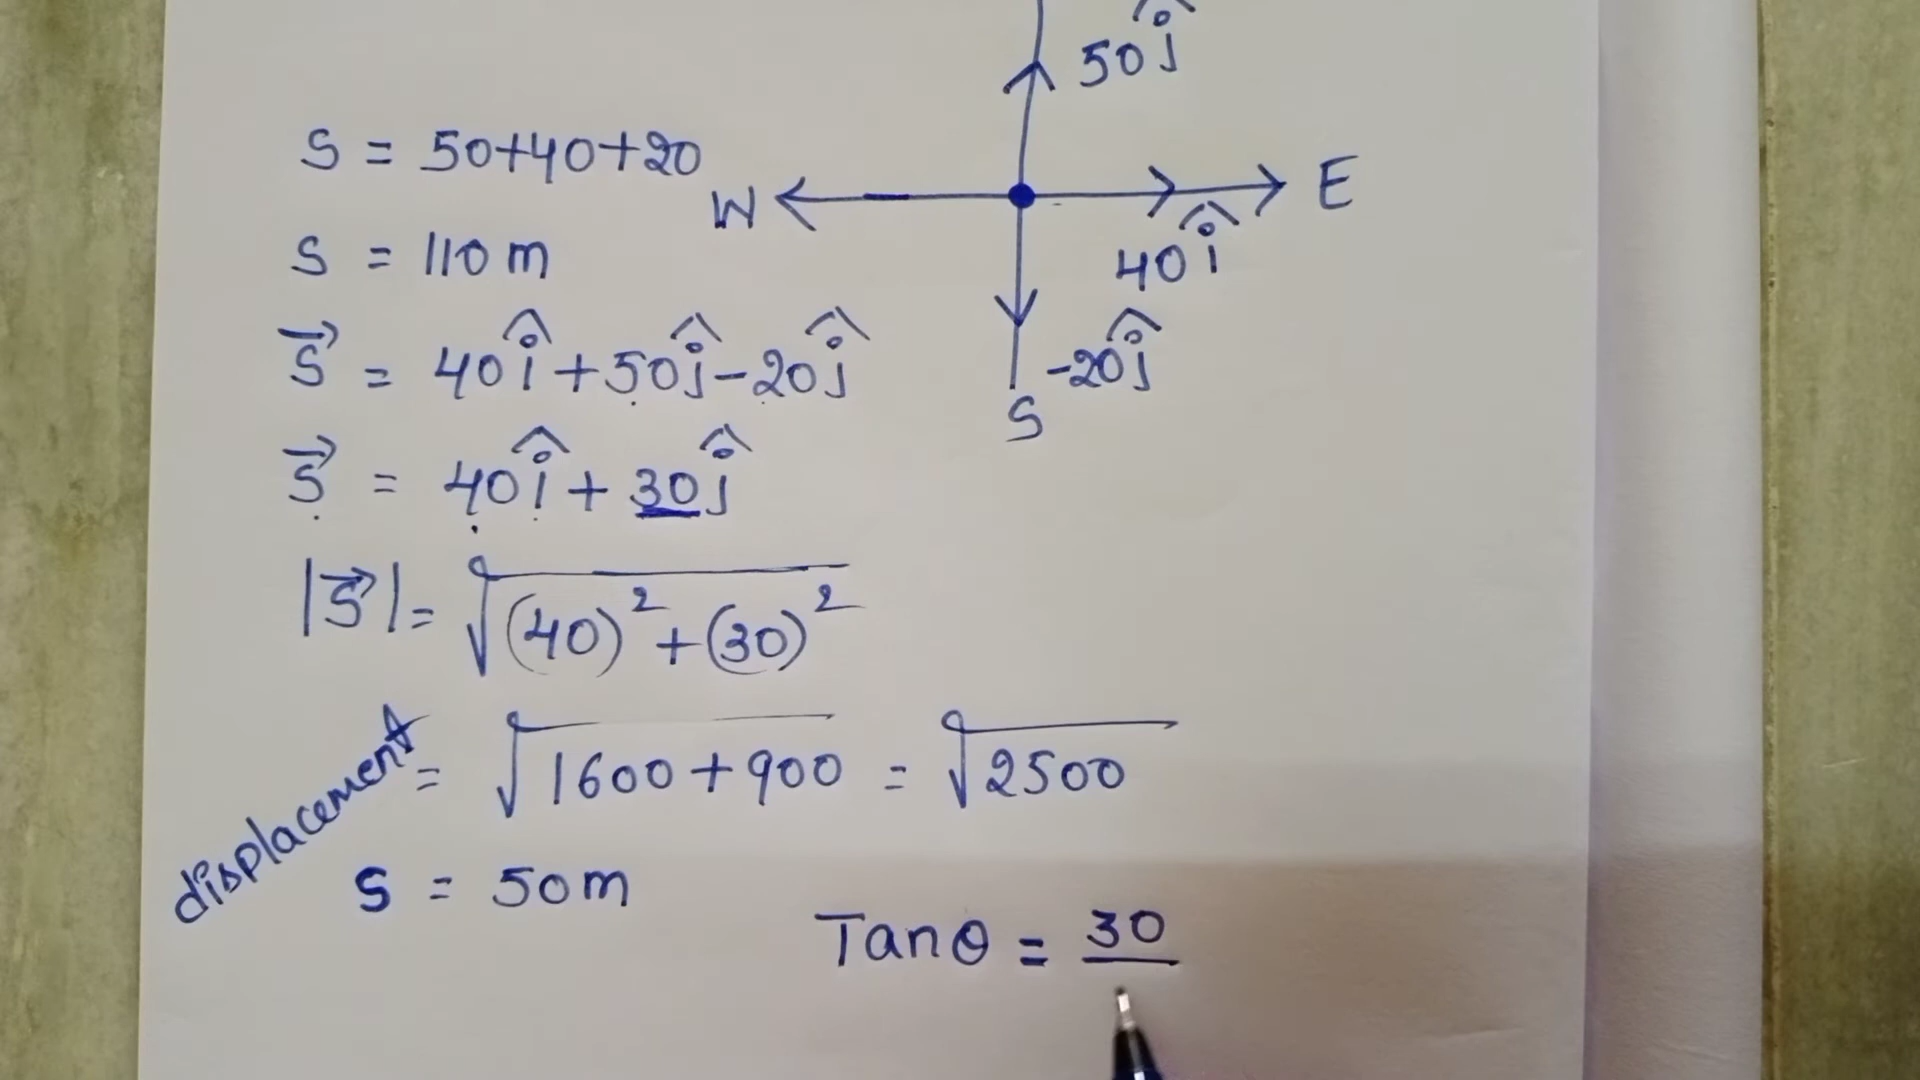 50ĵ
S = 50+40+20
W
E
40î
S = 110 m
S⃗ = 40î + 50ĵ - 20ĵ
-20ĵ
S
S⃗ = 40î + 30ĵ
|S⃗| = √(40)² + (30)²
displacement
= √1600 + 900 = √2500
S = 50m
Tanθ = 30